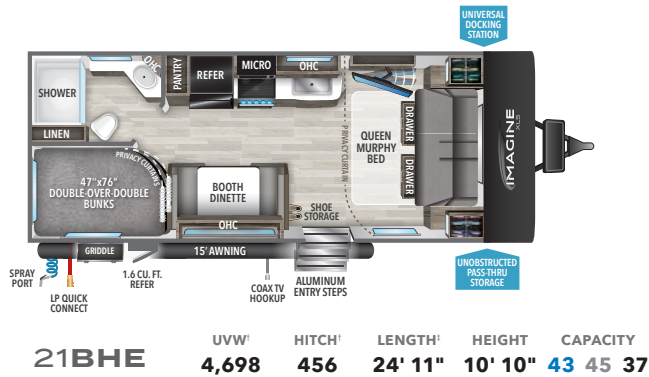 UNIVERSAL
DOCKING
STATION
OHC
PANTRY
REFER
MICRO
OHC
SHOWER
LINEN
PRIVACY CURTAINS
47"x76"
DOUBLE-OVER-DOUBLE
BUNKS
BOOTH
DINETTE
OHC
SHOE
STORAGE
PRIVACY CURTAIN
QUEEN
MURPHY
BED
DRAWER
DRAWER
IMAGINE
XLS
GRIDDLE
15' AWNING
SPRAY
PORT
LP QUICK
CONNECT
1.6 CU. FT.
REFER
COAX TV
HOOKUP
ALUMINUM
ENTRY STEPS
UNOBSTRUCTED
PASS-THRU
STORAGE
21BHE
UVW† HITCH† LENGTH‡ HEIGHT CAPACITY
4,698 456 24' 11" 10' 10" 43 45 37